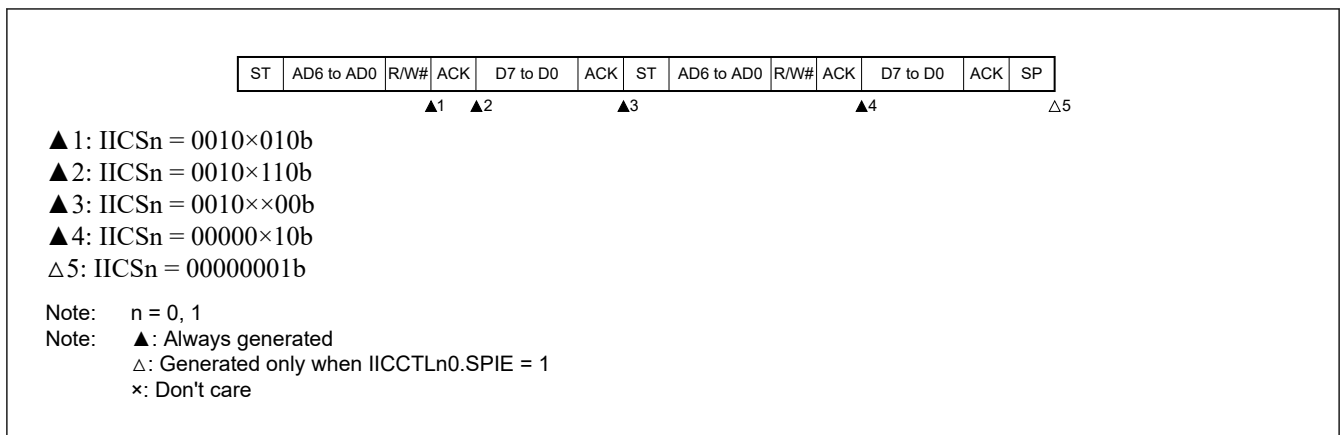 ST AD6 to AD0 R/W# ACK D7 to D0 ACK ST AD6 to AD0 R/W# ACK D7 to D0 ACK SP
▲1 ▲2 ▲3 ▲4 △5
▲1: IICSn = 0010×010b
▲2: IICSn = 0010×110b
▲3: IICSn = 0010××00b
▲4: IICSn = 00000×10b
△5: IICSn = 00000001b
Note: n = 0, 1
Note: ▲: Always generated
△: Generated only when IICCTLn0.SPIE = 1
×: Don't care